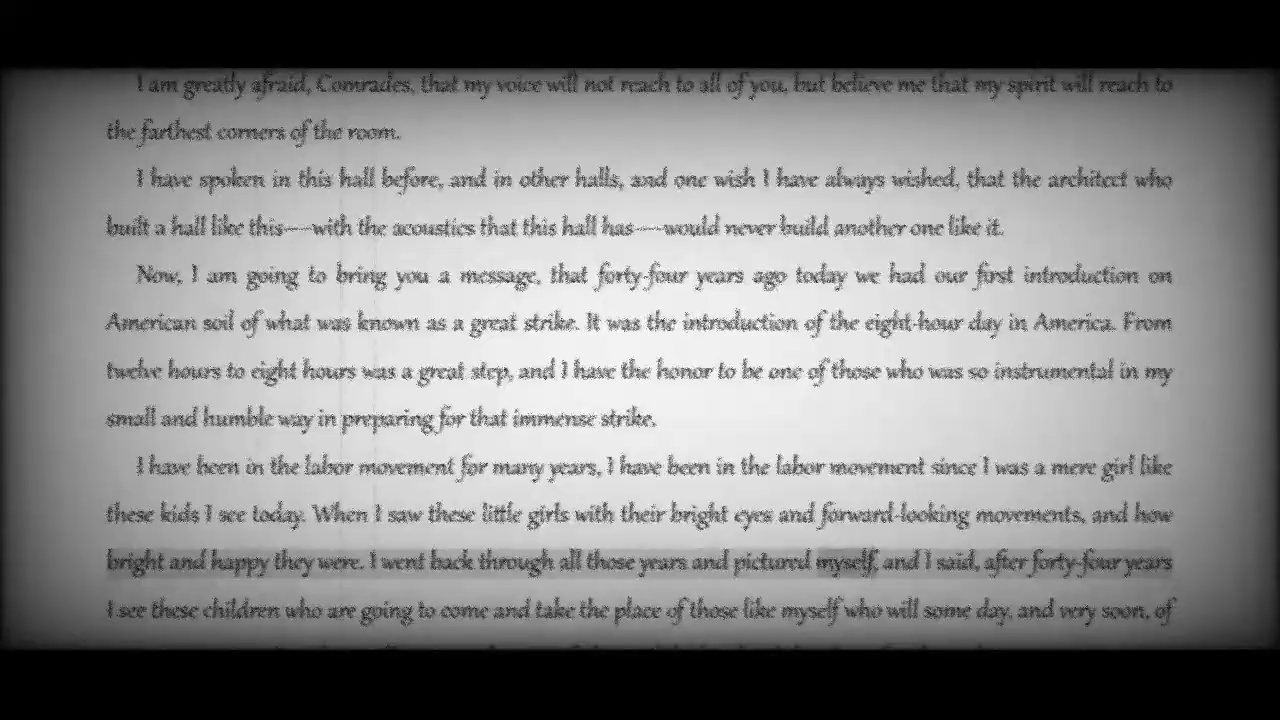 I am greatly afraid, Comrades, that my voice will not reach to all of you, but believe me that my spirit will reach to
the farthest corners of the room.
I have spoken in this hall before, and in other halls, and one wish I have always wished, that the architect who
built a hall like this—with the acoustics that this hall has—would never build another one like it.
Now, I am going to bring you a message, that forty-four years ago today we had our first introduction on
American soil of what was known as a great strike. It was the introduction of the eight-hour day in America. From
twelve hours to eight hours was a great step, and I have the honor to be one of those who was so instrumental in my
small and humble way in preparing for that immense strike.
I have been in the labor movement for many years, I have been in the labor movement since I was a mere girl like
these kids I see today. When I saw these little girls with their bright eyes and forward-looking movements, and how
bright and happy they were. I went back through all those years and pictured myself, and I said, after forty-four years
I see these children who are going to come and take the place of those like myself who will some day, and very soon, of